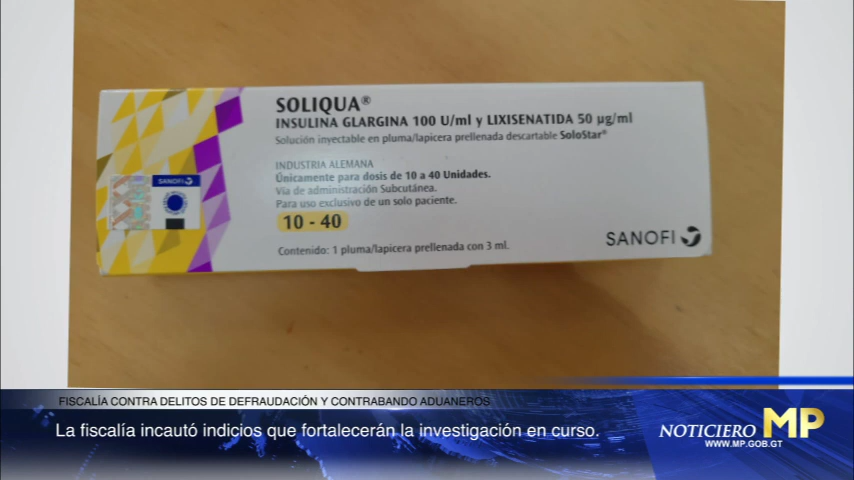 SOLIQUA®
INSULINA GLARGINA 100 U/ml y LIXISENATIDA 50 µg/ml
Solución inyectable en pluma/lapicera prellenada descartable SoloStar®
INDUSTRIA ALEMANA
Únicamente para dosis de 10 a 40 Unidades.
Vía de administración Subcutánea.
Para uso exclusivo de un solo paciente.
10 - 40
Contenido: 1 pluma/lapicera prellenada con 3 ml.
SANOFI
SANOFI
FISCALÍA CONTRA DELITOS DE DEFRAUDACIÓN Y CONTRABANDO ADUANEROS
La fiscalía incautó indicios que fortalecerán la investigación en curso.
NOTICIERO MP
WWW.MP.GOB.GT